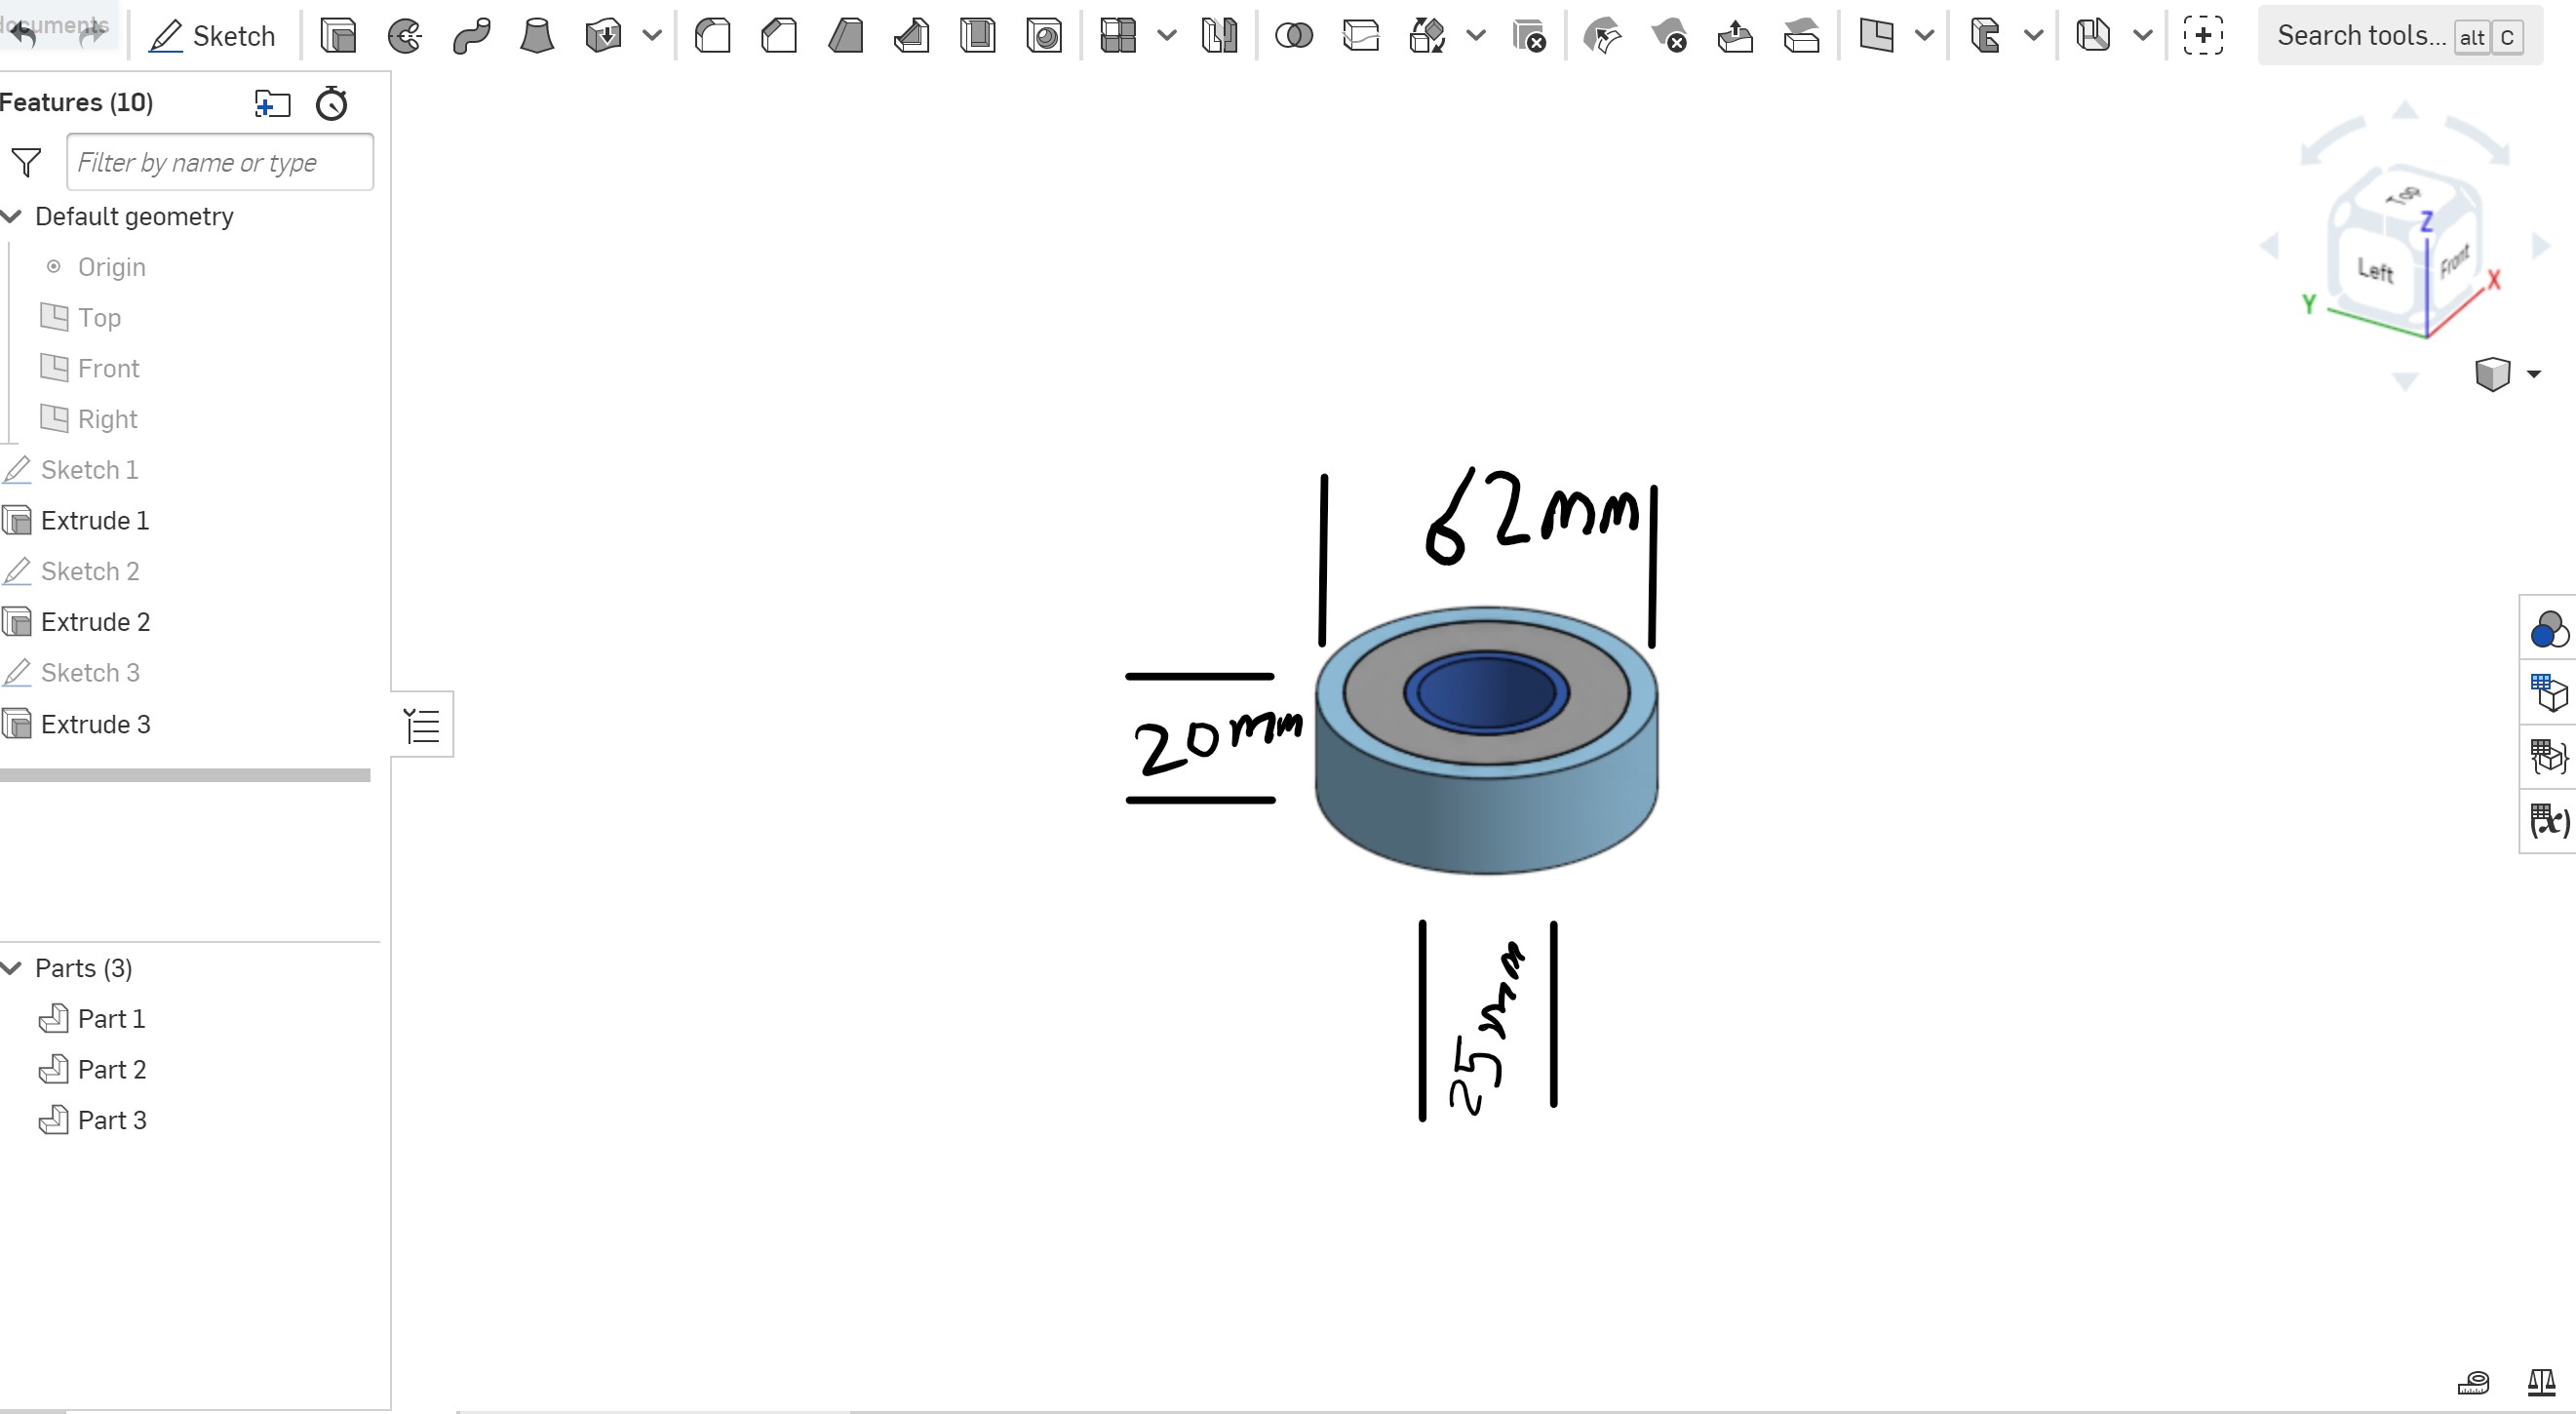 documents
Sketch
Search tools... alt C
Features (10)
Filter by name or type
Default geometry
Origin
Top
Front
Right
Sketch 1
Extrude 1
Sketch 2
Extrude 2
Sketch 3
Extrude 3
Parts (3)
Part 1
Part 2
Part 3
62mm
20mm
25mm
Top
Z
Left
Front
X
Y
(x)